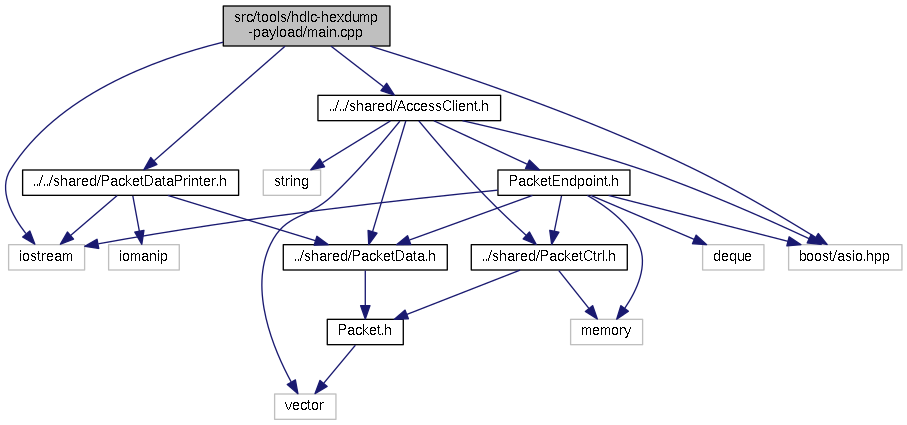 src/tools/hdlc-hexdump
-payload/main.cpp
../../shared/AccessClient.h
../../shared/PacketDataPrinter.h
string
PacketEndpoint.h
iostream
iomanip
../shared/PacketData.h
../shared/PacketCtrl.h
deque
boost/asio.hpp
Packet.h
memory
vector